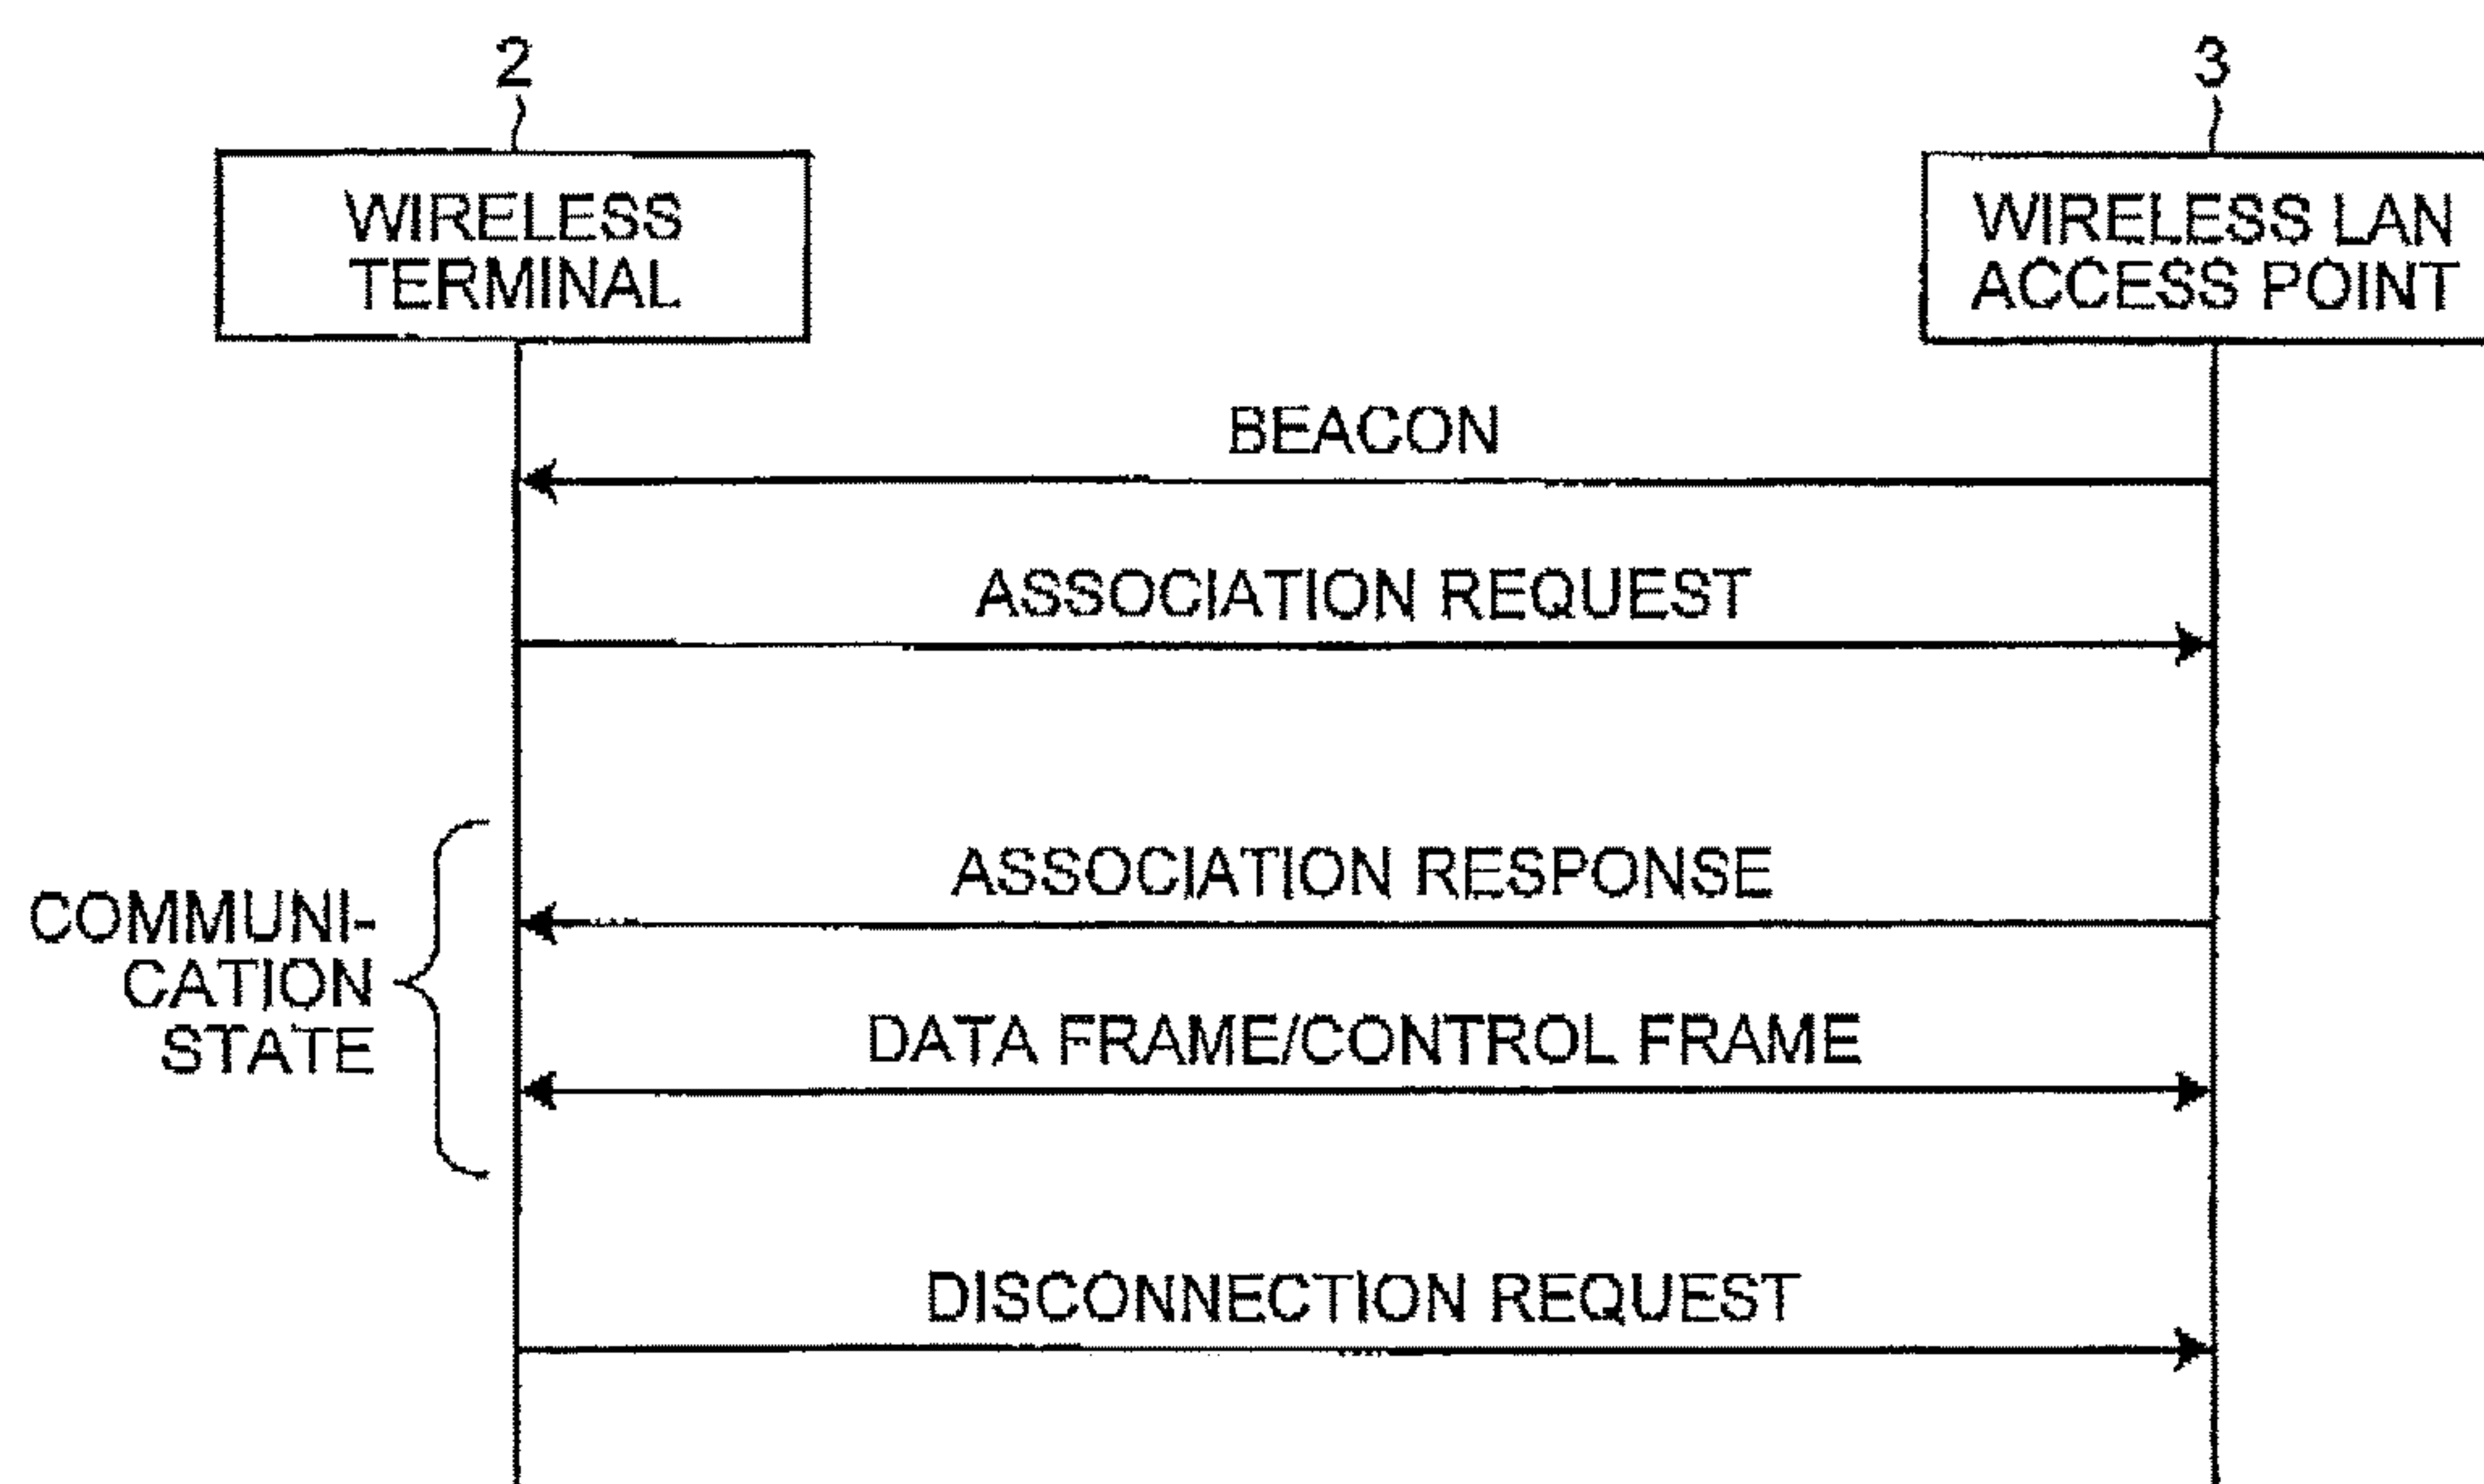 2
3
WIRELESS
TERMINAL
WIRELESS LAN
ACCESS POINT
BEACON
ASSOCIATION REQUEST
ASSOCIATION RESPONSE
COMMUNI-
CATION
STATE
DATA FRAME/CONTROL FRAME
DISCONNECTION REQUEST